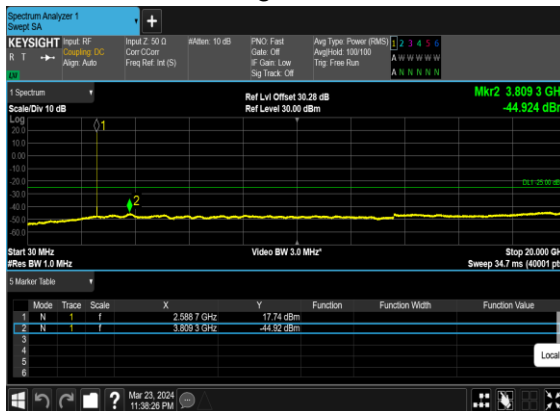 Spectrum Analyzer 1
Swept SA
KEYSIGHT Input: RF Input Z: 50 Ω #Atten: 10 dB PNO: Fast Avg Type: Power (RMS) 1 2 3 4 5 6
R T Coupling: DC Corr CCorr Gate: Off Avg|Hold: 100/100 A W W W W W
Align: Auto Freq Ref: Int (S) IF Gain: Low Trig: Free Run
Sig Track: Off A N N N N N
1 Spectrum Ref Lvl Offset 30.28 dB Mkr2 3.809 3 GH
Scale/Div 10 dB Ref Level 30.00 dBm -44.924 dBr
Log
20.0
10.0
0.00
-10.0
-20.0
-30.0
-40.0
-50.0
-60.0
1
2
Start 30 MHz Video BW 3.0 MHz* Stop 20.000 GH
#Res BW 1.0 MHz Sweep 34.7 ms (40001 pt
5 Marker Table
Mode Trace Scale X Y Function Function Width Function Value
1 N 1 f 2.588 7 GHz 17.74 dBm
2 N 1 f 3.809 3 GHz -44.92 dBm
3
4
5
6
Local
? Mar 23, 2024
11:38:26 PM